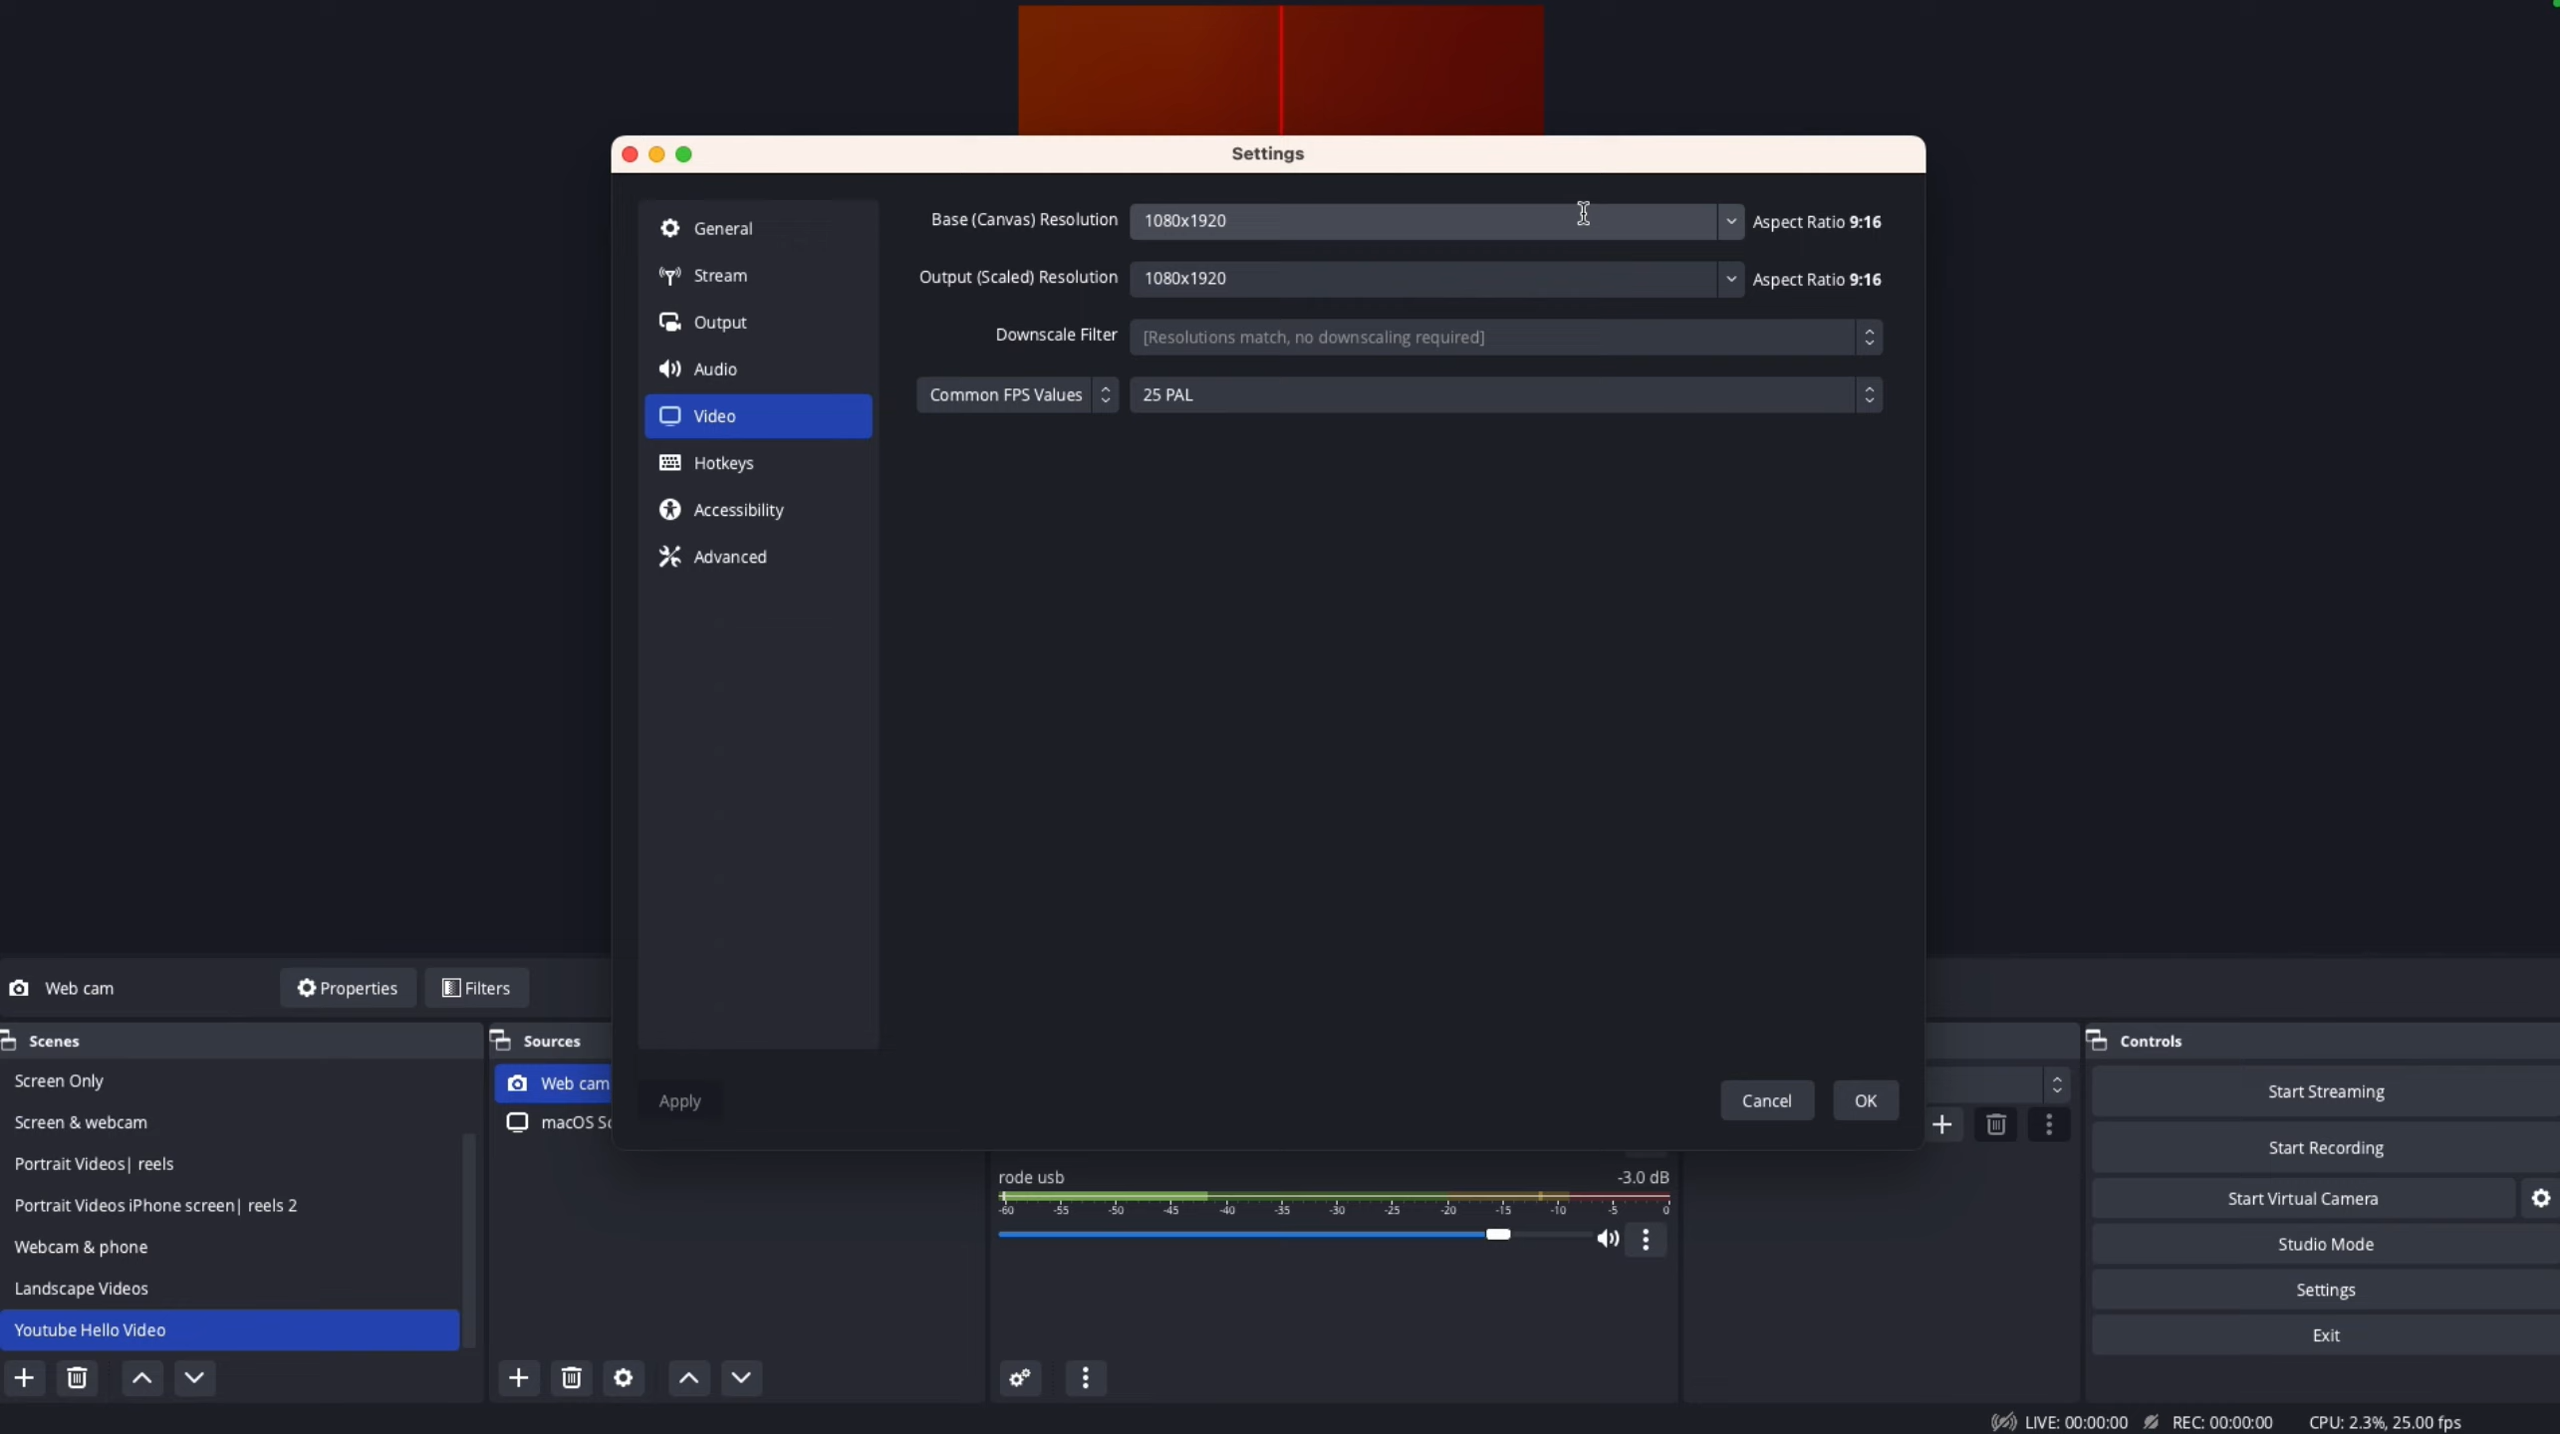 Settings
General
Stream
Output
Audio
Video
Hotkeys
Accessibility
Advanced
Base (Canvas) Resolution 1080x1920 Aspect Ratio 9:16
Output (Scaled) Resolution 1080x1920 Aspect Ratio 9:16
Downscale Filter [Resolutions match, no downscaling required]
Common FPS Values 25 PAL
Apply
Cancel OK
Web cam Properties Filters
Scenes
Screen Only
Screen & webcam
Portrait Videos| reels
Portrait Videos iPhone screen| reels 2
Webcam & phone
Landscape Videos
Youtube Hello Video
Sources
Web cam
macOS
rode usb -3.0 dB
-60 -55 -50 -45 -40 -35 -30 -25 -20 -15 -10 -5 0
Controls
Start Streaming
Start Recording
Start Virtual Camera
Studio Mode
Settings
Exit
LIVE: 00:00:00 REC: 00:00:00 CPU: 2.3%, 25.00 fps